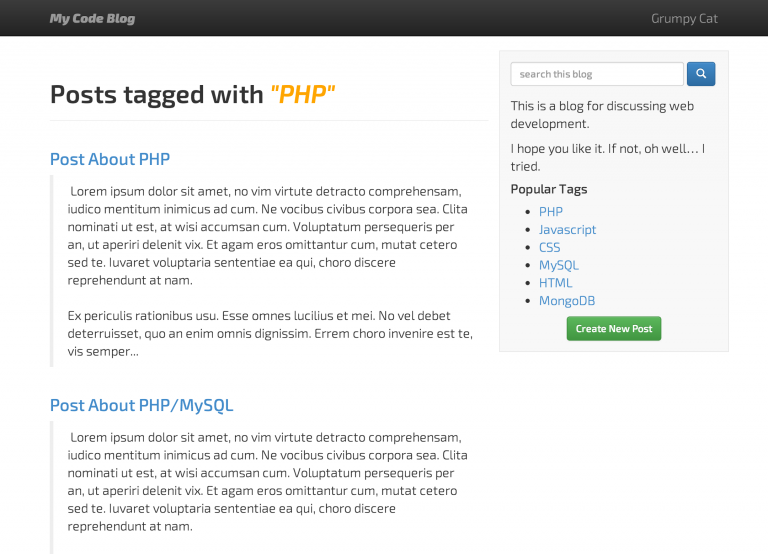 My Code Blog
Grumpy Cat
Posts tagged with "PHP"
Post About PHP
Lorem ipsum dolor sit amet, no vim virtute detracto comprehensam,
iudico mentitum inimicus ad cum. Ne vocibus civibus corpora sea. Clita
nominati ut est, at wisi accumsan cum. Voluptatum persequeris per
an, ut aperiri delenit vix. Et agam eros omittantur cum, mutat cetero
sed te. Iuvaret voluptaria sententiae ea qui, choro discere
reprehendunt at nam.
Ex periculis rationibus usu. Esse omnes lucilius et mei. No vel debet
deterruisset, quo an enim omnis dignissim. Errem choro invenire est te,
vis semper...
Post About PHP/MySQL
Lorem ipsum dolor sit amet, no vim virtute detracto comprehensam,
iudico mentitum inimicus ad cum. Ne vocibus civibus corpora sea. Clita
nominati ut est, at wisi accumsan cum. Voluptatum persequeris per
an, ut aperiri delenit vix. Et agam eros omittantur cum, mutat cetero
sed te. Iuvaret voluptaria sententiae ea qui, choro discere
reprehendunt at nam.
search this blog
This is a blog for discussing web
development.
I hope you like it. If not, oh well... I
tried.
Popular Tags
PHP
Javascript
CSS
MySQL
HTML
MongoDB
Create New Post